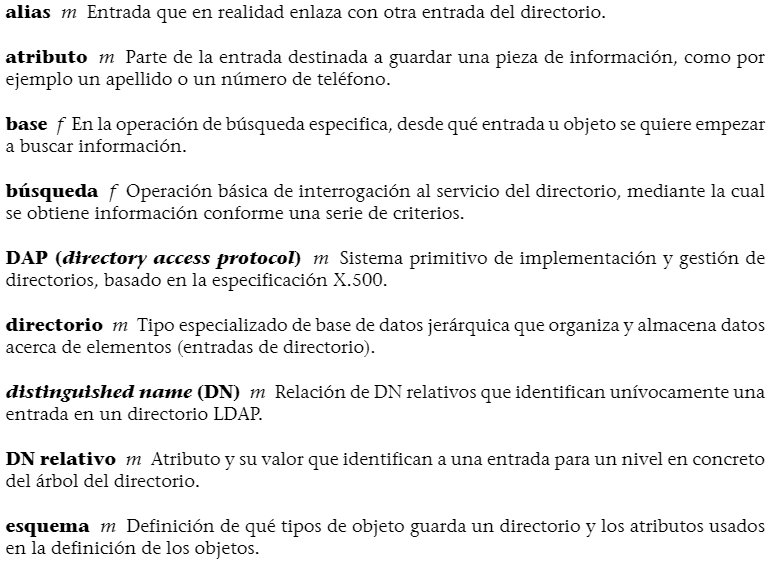 alias m Entrada que en realidad enlaza con otra entrada del directorio.
atributo m Parte de la entrada destinada a guardar una pieza de información, como por
ejemplo un apellido o un número de teléfono.
base f En la operación de búsqueda especifica, desde qué entrada u objeto se quiere empezar
a buscar información.
búsqueda f Operación básica de interrogación al servicio del directorio, mediante la cual
se obtiene información conforme una serie de criterios.
DAP (directory access protocol) m Sistema primitivo de implementación y gestión de
directorios, basado en la especificación X.500.
directorio m Tipo especializado de base de datos jerárquica que organiza y almacena datos
acerca de elementos (entradas de directorio).
distinguished name (DN) m Relación de DN relativos que identifican unívocamente una
entrada en un directorio LDAP.
DN relativo m Atributo y su valor que identifican a una entrada para un nivel en concreto
del árbol del directorio.
esquema m Definición de qué tipos de objeto guarda un directorio y los atributos usados
en la definición de los objetos.